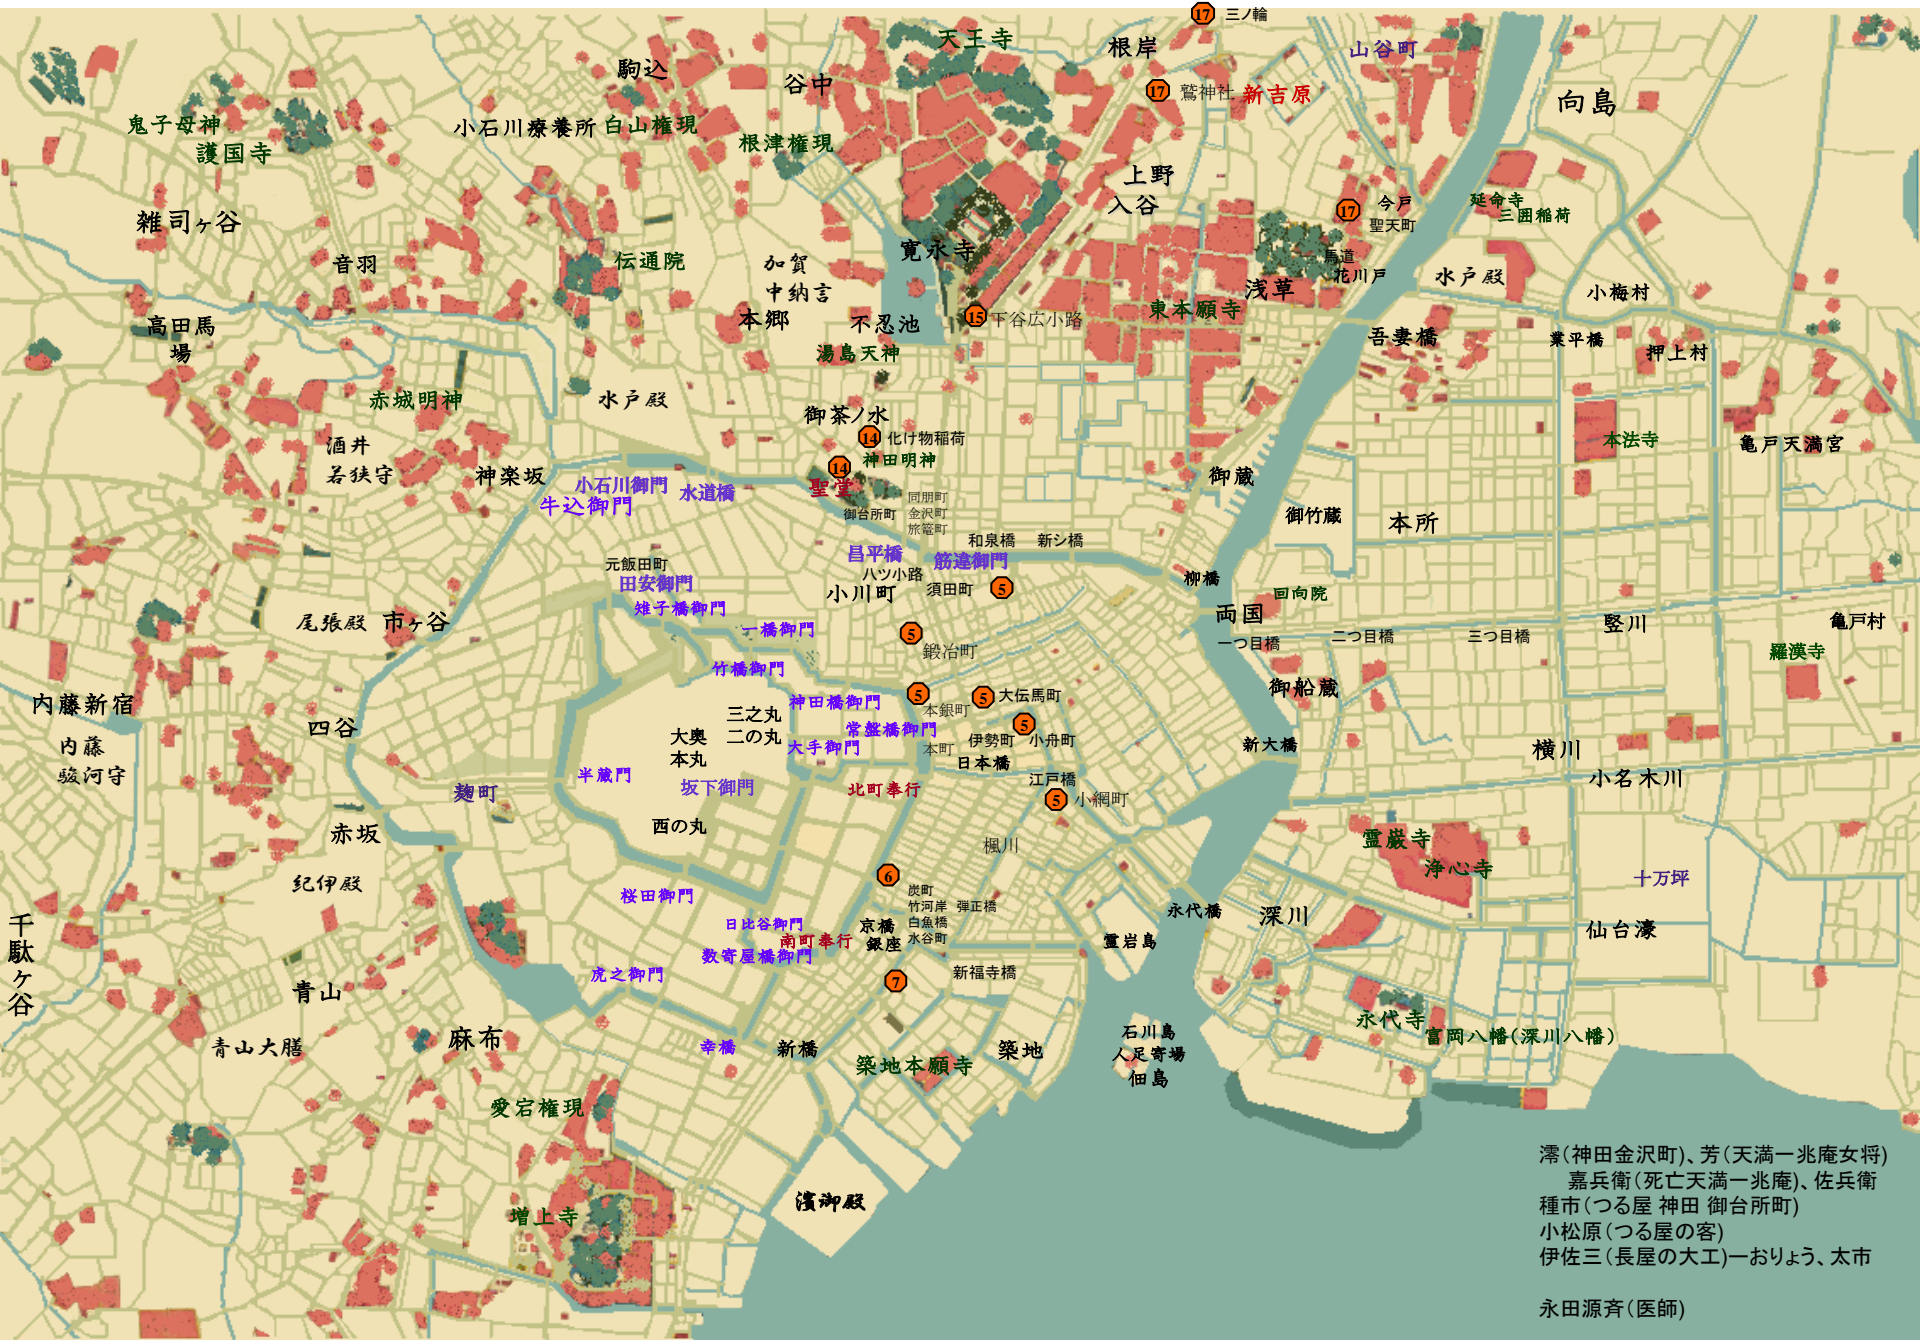 17 三ノ輪
天王寺
根岸
山谷町
駒込
谷中
17 鷲神社 新吉原
向島
鬼子母神
護国寺
小石川療養所
白山権現
根津権現
上野
入谷
17 今戸
聖天町
延命寺
三囲稲荷
雑司ヶ谷
音羽
伝通院
加賀
中納言
本郷
寛永寺
馬道
花川戸
浅草
水戸殿
小梅村
高田馬
場
不忍池
15 下谷広小路
東本願寺
吾妻橋
業平橋
押上村
湯島天神
赤城明神
水戸殿
御茶ノ水
14 化け物稲荷
神田明神
14
聖堂
御台所町
同朋町
金沢町
旅篭町
本法寺
亀戸天満宮
酒井
若狭守
神楽坂
小石川御門
牛込御門
水道橋
御蔵
御竹蔵
本所
昌平橋
筋違御門
和泉橋
新シ橋
八ツ小路
小川町
須田町
5
柳橋
元飯田町
田安御門
雉子橋御門
一橋御門
竹橋御門
尾張殿
市ヶ谷
5
鍛冶町
両国
回向院
一つ目橋
二つ目橋
三つ目橋
竪川
亀戸村
羅漢寺
内藤新宿
内藤
駿河守
四谷
神田橋御門
常盤橋御門
大手御門
三之丸
二の丸
大奥
本丸
5
本銀町
5 大伝馬町
5
伊勢町
小舟町
本町
日本橋
御船蔵
新大橋
横川
小名木川
半蔵門
坂下御門
北町奉行
江戸橋
5 小網町
麹町
西の丸
赤坂
楓川
霊巌寺
浄心寺
十万坪
紀伊殿
桜田御門
6
炭町
竹河岸
弾正橋
白魚橋
水谷町
京橋
銀座
日比谷御門
南町奉行
数寄屋橋御門
永代橋
深川
仙台濠
霊岩島
千駄ヶ谷
虎之御門
7
新福寺橋
青山
青山大膳
麻布
幸橋
新橋
築地本願寺
築地
石川島
人足寄場
佃島
永代寺
富岡八幡(深川八幡)
愛宕権現
増上寺
濱御殿
澪(神田金沢町)、芳(天満一兆庵女将)
嘉兵衛(死亡天満一兆庵)、佐兵衛
種市(つる屋 神田 御台所町)
小松原(つる屋の客)
伊佐三(長屋の大工)ーおりょう、太市
永田源斉(医師)